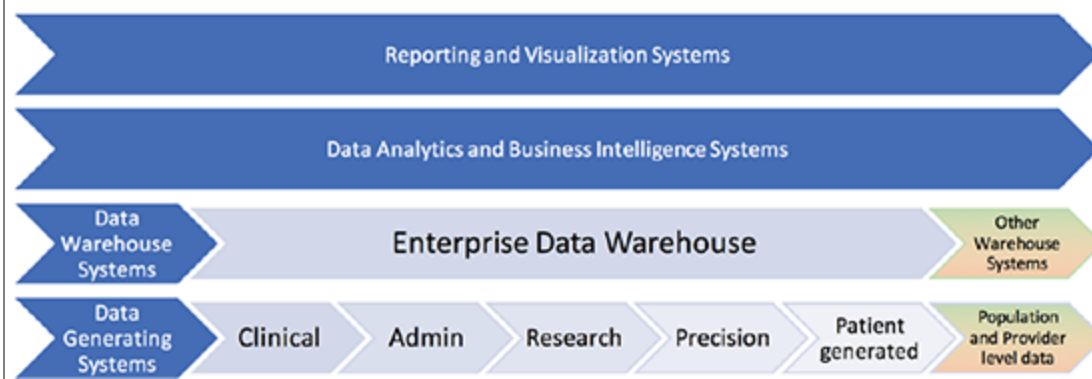 Reporting and Visualization Systems
Data Analytics and Business Intelligence Systems
Data
Warehouse
Systems
Enterprise Data Warehouse
Other
Warehouse
Systems
Data
Generating
Systems
Clinical
Admin
Research
Precision
Patient
generated
Population
and Provider
level data